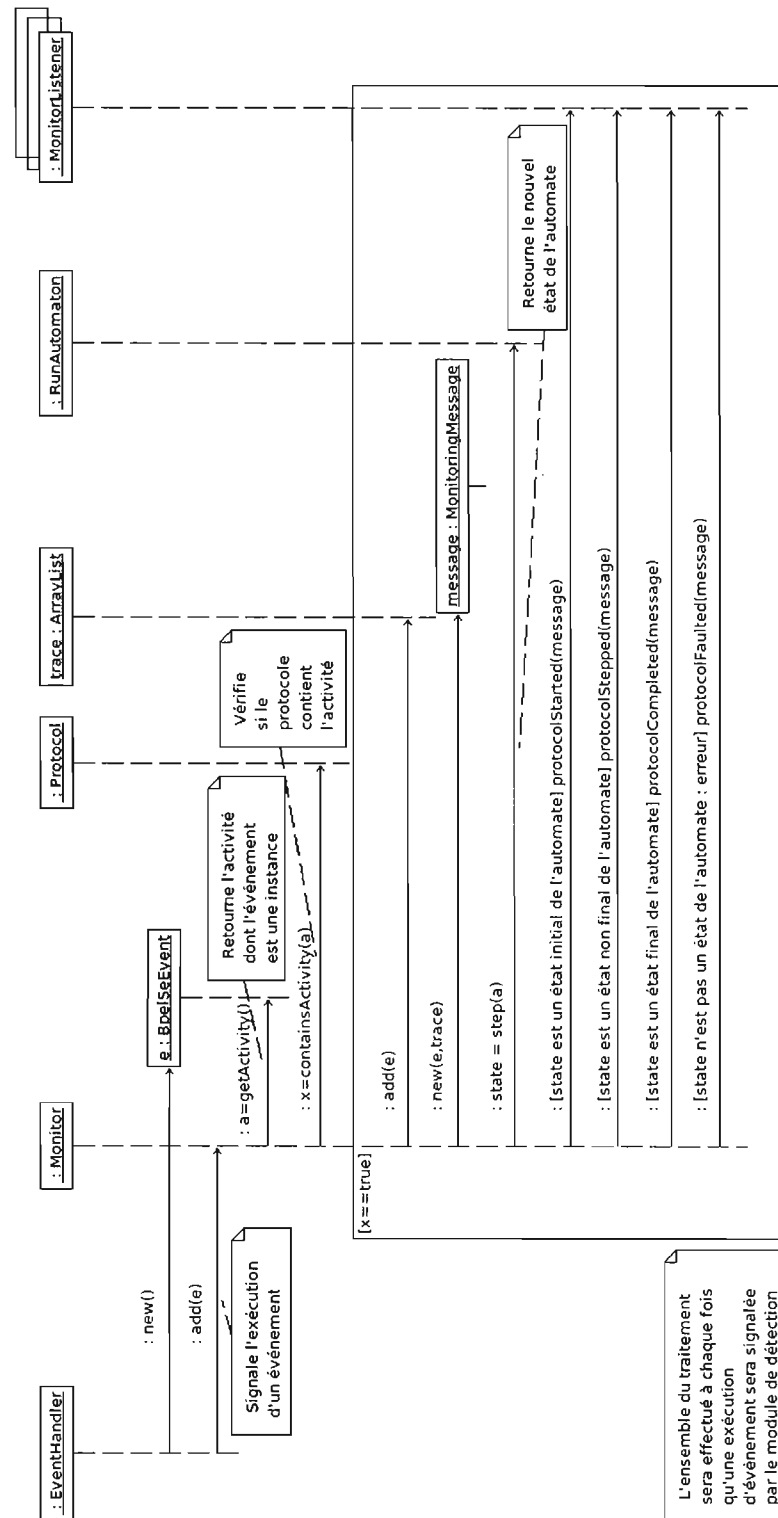 : EventHandler
: Monitor
e : BpelSeEvent
: Protocol
trace : ArrayList
: RunAutomaton
: MonitorListener
: new()
: add(e)
Signale l'exécution
d'un événement
: a=getActivity()
Retourne l'activité
dont l'événement
est une instance
: x=containsActivity(a)
Vérifie
si le
protocole
contient
l'activité
[x==true]
: add(e)
: new(e,trace)
message : MonitoringMessage
: state = step(a)
Retourne le nouvel
état de l'automate
: [state est un état initial de l'automate] protocolStarted(message)
: [state est un état non final de l'automate] protocolStepped(message)
: [state est un état final de l'automate] protocolCompleted(message)
: [state n'est pas un état de l'automate : erreur] protocolFaulted(message)
L'ensemble du traitement
sera effectué à chaque fois
qu'une exécution
d'événement sera signalée
par le module de détection